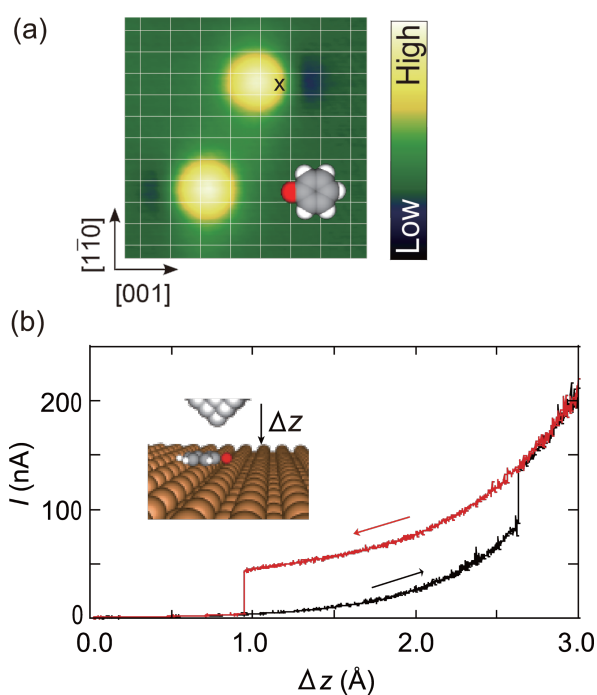 (a)
x
High
Low
[11̅0]
[001]
(b)
200
100
0
I (nA)
Δz
0.0 1.0 2.0 3.0
Δz (Å)